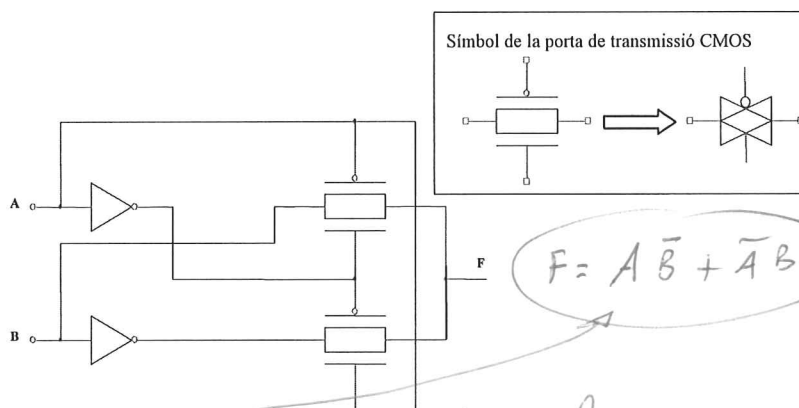 Símbol de la porta de transmissió CMOS
A
F
F = A B̅ + A̅ B
B